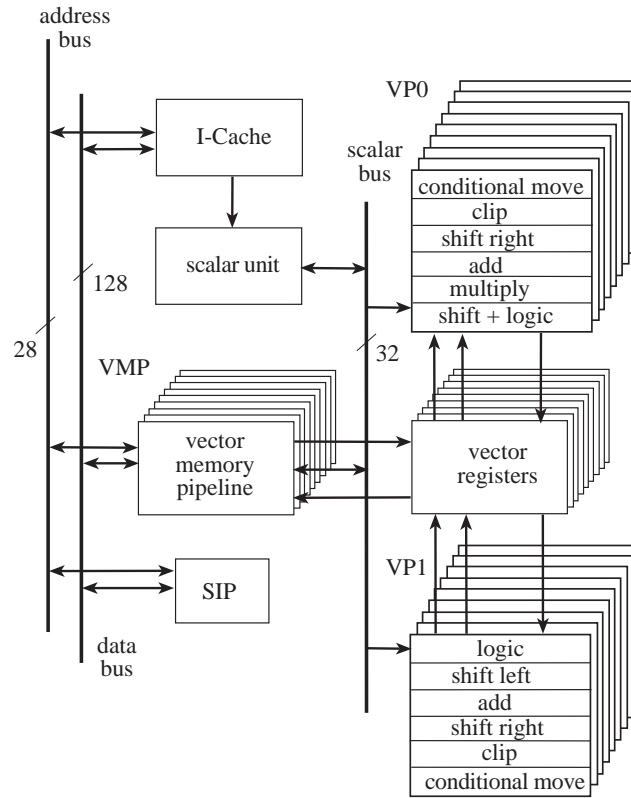 address
bus
VP0
I-Cache
scalar
bus
conditional move
clip
shift right
add
multiply
shift + logic
scalar unit
128
28
32
VMP
vector
memory
pipeline
vector
registers
SIP
VP1
data
bus
logic
shift left
add
shift right
clip
conditional move